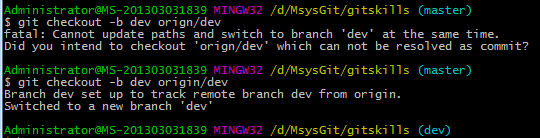 Administrator@MS-201303031839 MINGW32 /d/MsysGit/gitskills (master)
$ git checkout -b dev orign/dev
fatal: Cannot update paths and switch to branch 'dev' at the same time.
Did you intend to checkout 'orign/dev' which can not be resolved as commit?
Administrator@MS-201303031839 MINGW32 /d/MsysGit/gitskills (master)
$ git checkout -b dev origin/dev
Branch dev set up to track remote branch dev from origin.
Switched to a new branch 'dev'
Administrator@MS-201303031839 MINGW32 /d/MsysGit/gitskills (dev)